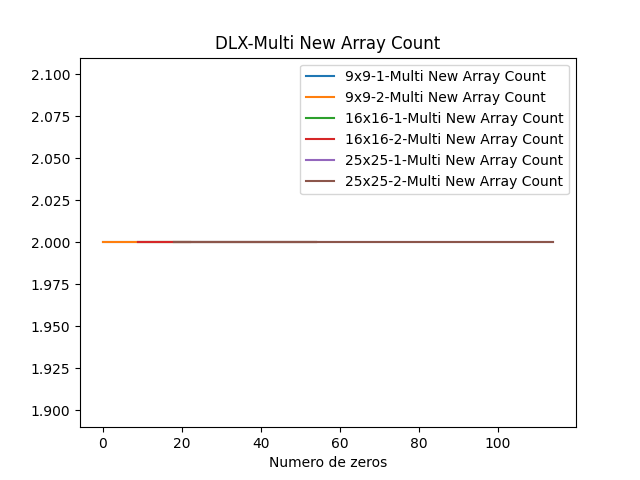 DLX-Multi New Array Count
9x9-1-Multi New Array Count
9x9-2-Multi New Array Count
16x16-1-Multi New Array Count
16x16-2-Multi New Array Count
25x25-1-Multi New Array Count
25x25-2-Multi New Array Count
2.100
2.075
2.050
2.025
2.000
1.975
1.950
1.925
1.900
0 20 40 60 80 100
Numero de zeros